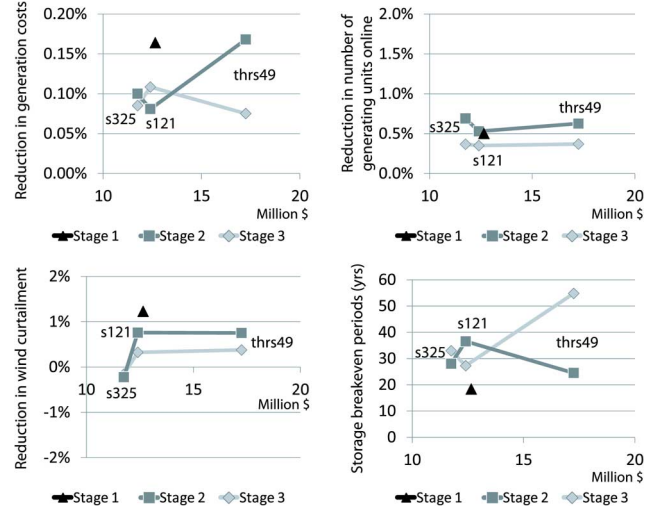 Reduction in generation costs
0.20%
0.15%
0.10%
0.05%
0.00%
s325
s121
thrs49
10
15
20
Million $
Stage 1
Stage 2
Stage 3
Reduction in number of
generating units online
2.0%
1.5%
1.0%
0.5%
0.0%
s325
s121
thrs49
10
15
20
Million $
Stage 1
Stage 2
Stage 3
Reduction in wind curtailment
2%
1%
0%
-1%
-2%
s121
s325
thrs49
10
15
20
Million $
Stage 1
Stage 2
Stage 3
Storage breakeven periods (yrs)
60
50
40
30
20
10
0
s121
s325
thrs49
10
15
20
Million $
Stage 1
Stage 2
Stage 3